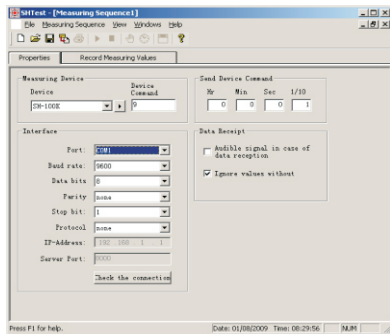 SHTest - [Measuring Sequence1]
File Measuring Sequence View Windows Help
Properties Record Measuring Values
Measuring Device
Device
Device Command
SH-100X
9
Send Device Command
Hr Min Sec 1/10
0 0 0 1
Interface
Port: COM1
Baud rate: 9600
Data bits 8
Parity none
Stop bit: 1
Protocol none
IP-Address: 192 .168 . 1 . 1
Server Port: 8000
Check the connection
Data Receipt
Audible signal in case of
data reception
Ignore values without
Press F1 for help.
Date: 01/08/2009 Time: 08:29:56 NUM